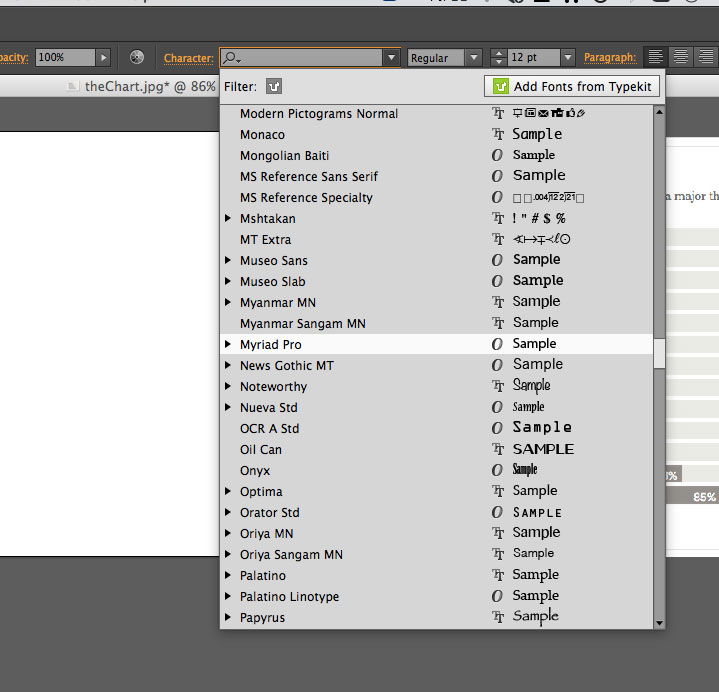 pacity: 100% Character: Regular 12 pt Paragraph:
theChart.jpg* @ 86%
Filter: Add Fonts from Typekit
Modern Pictograms Normal
Monaco Sample
Mongolian Baiti Sample
MS Reference Sans Serif Sample
a major th
MS Reference Specialty
Mshtakan ! " # $ %
MT Extra
Museo Sans Sample
Museo Slab Sample
Myanmar MN Sample
Myanmar Sangam MN Sample
Myriad Pro Sample
News Gothic MT Sample
Noteworthy Sample
Nueva Std Sample
OCR A Std Sample
Oil Can SAMPLE
Onyx Sample
%
Optima Sample
85%
Orator Std SAMPLE
Oriya MN Sample
Oriya Sangam MN Sample
Palatino Sample
Palatino Linotype Sample
Papyrus Sample